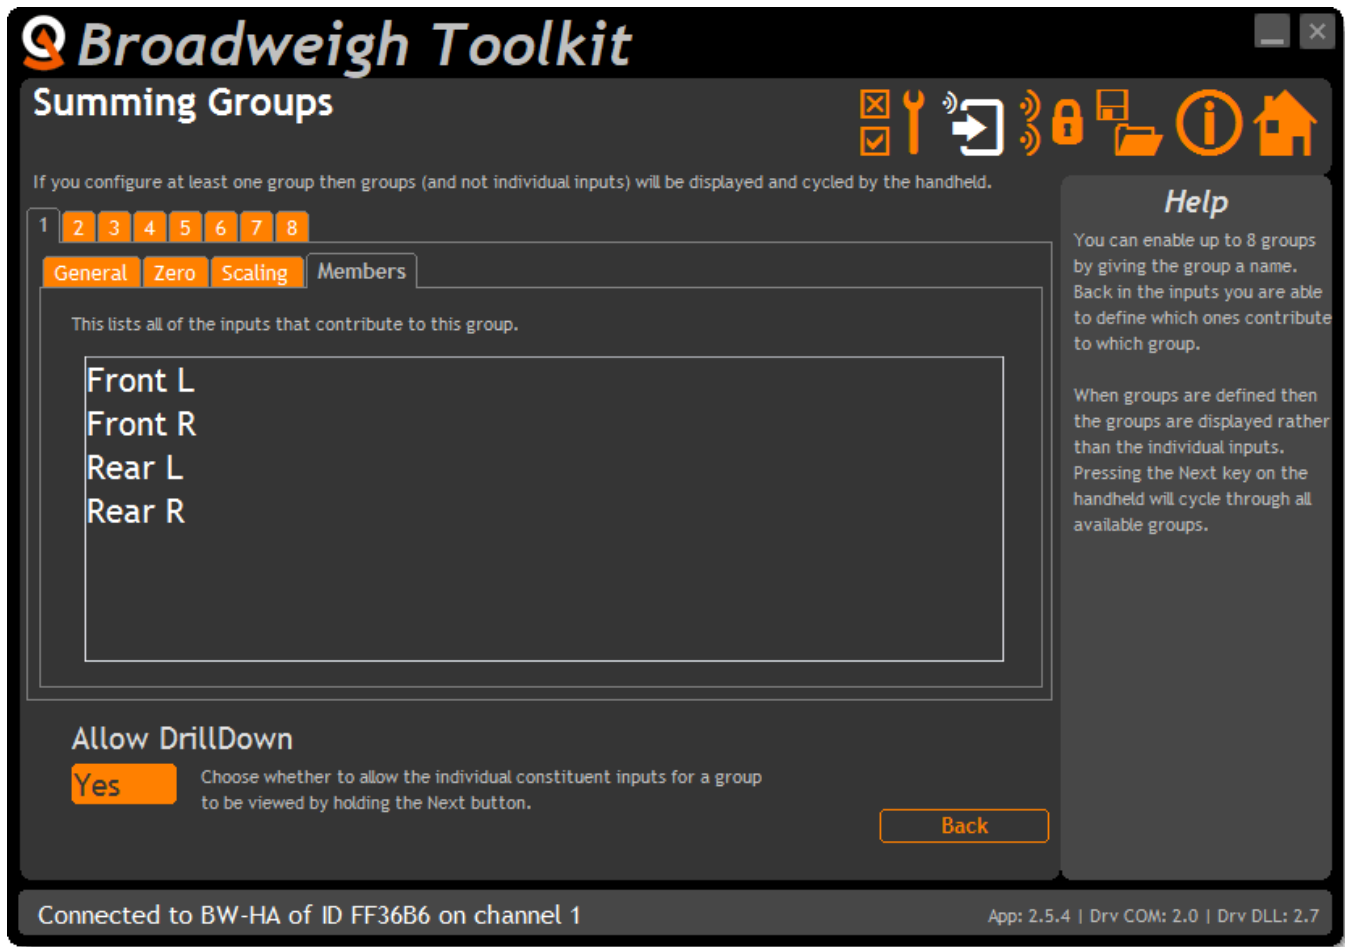 Broadweigh Toolkit
Summing Groups
If you configure at least one group then groups (and not individual inputs) will be displayed and cycled by the handheld.
1 2 3 4 5 6 7 8
General Zero Scaling Members
This lists all of the inputs that contribute to this group.
Front L
Front R
Rear L
Rear R
Allow DrillDown
Yes
Choose whether to allow the individual constituent inputs for a group
to be viewed by holding the Next button.
Back
Help
You can enable up to 8 groups
by giving the group a name.
Back in the inputs you are able
to define which ones contribute
to which group.
When groups are defined then
the groups are displayed rather
than the individual inputs.
Pressing the Next key on the
handheld will cycle through all
available groups.
Connected to BW-HA of ID FF36B6 on channel 1
App: 2.5.4 | Drv COM: 2.0 | Drv DLL: 2.7